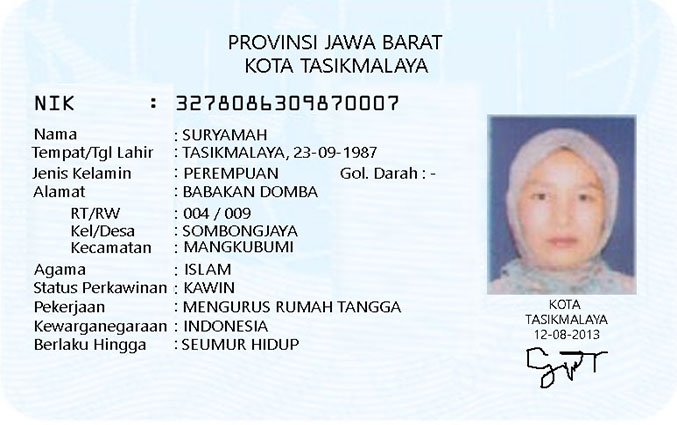 PROVINSI JAWA BARAT
KOTA TASIKMALAYA
NIK : 3278086309870007
Nama : SURYAMAH
Tempat/Tgl Lahir : TASIKMALAYA, 23-09-1987
Jenis Kelamin : PEREMPUAN Gol. Darah : -
Alamat : BABAKAN DOMBA
RT/RW : 004 / 009
Kel/Desa : SOMBONGJAYA
Kecamatan : MANGKUBUMI
Agama : ISLAM
Status Perkawinan : KAWIN
Pekerjaan : MENGURUS RUMAH TANGGA
Kewarganegaraan : INDONESIA
Berlaku Hingga : SEUMUR HIDUP
KOTA
TASIKMALAYA
12-08-2013